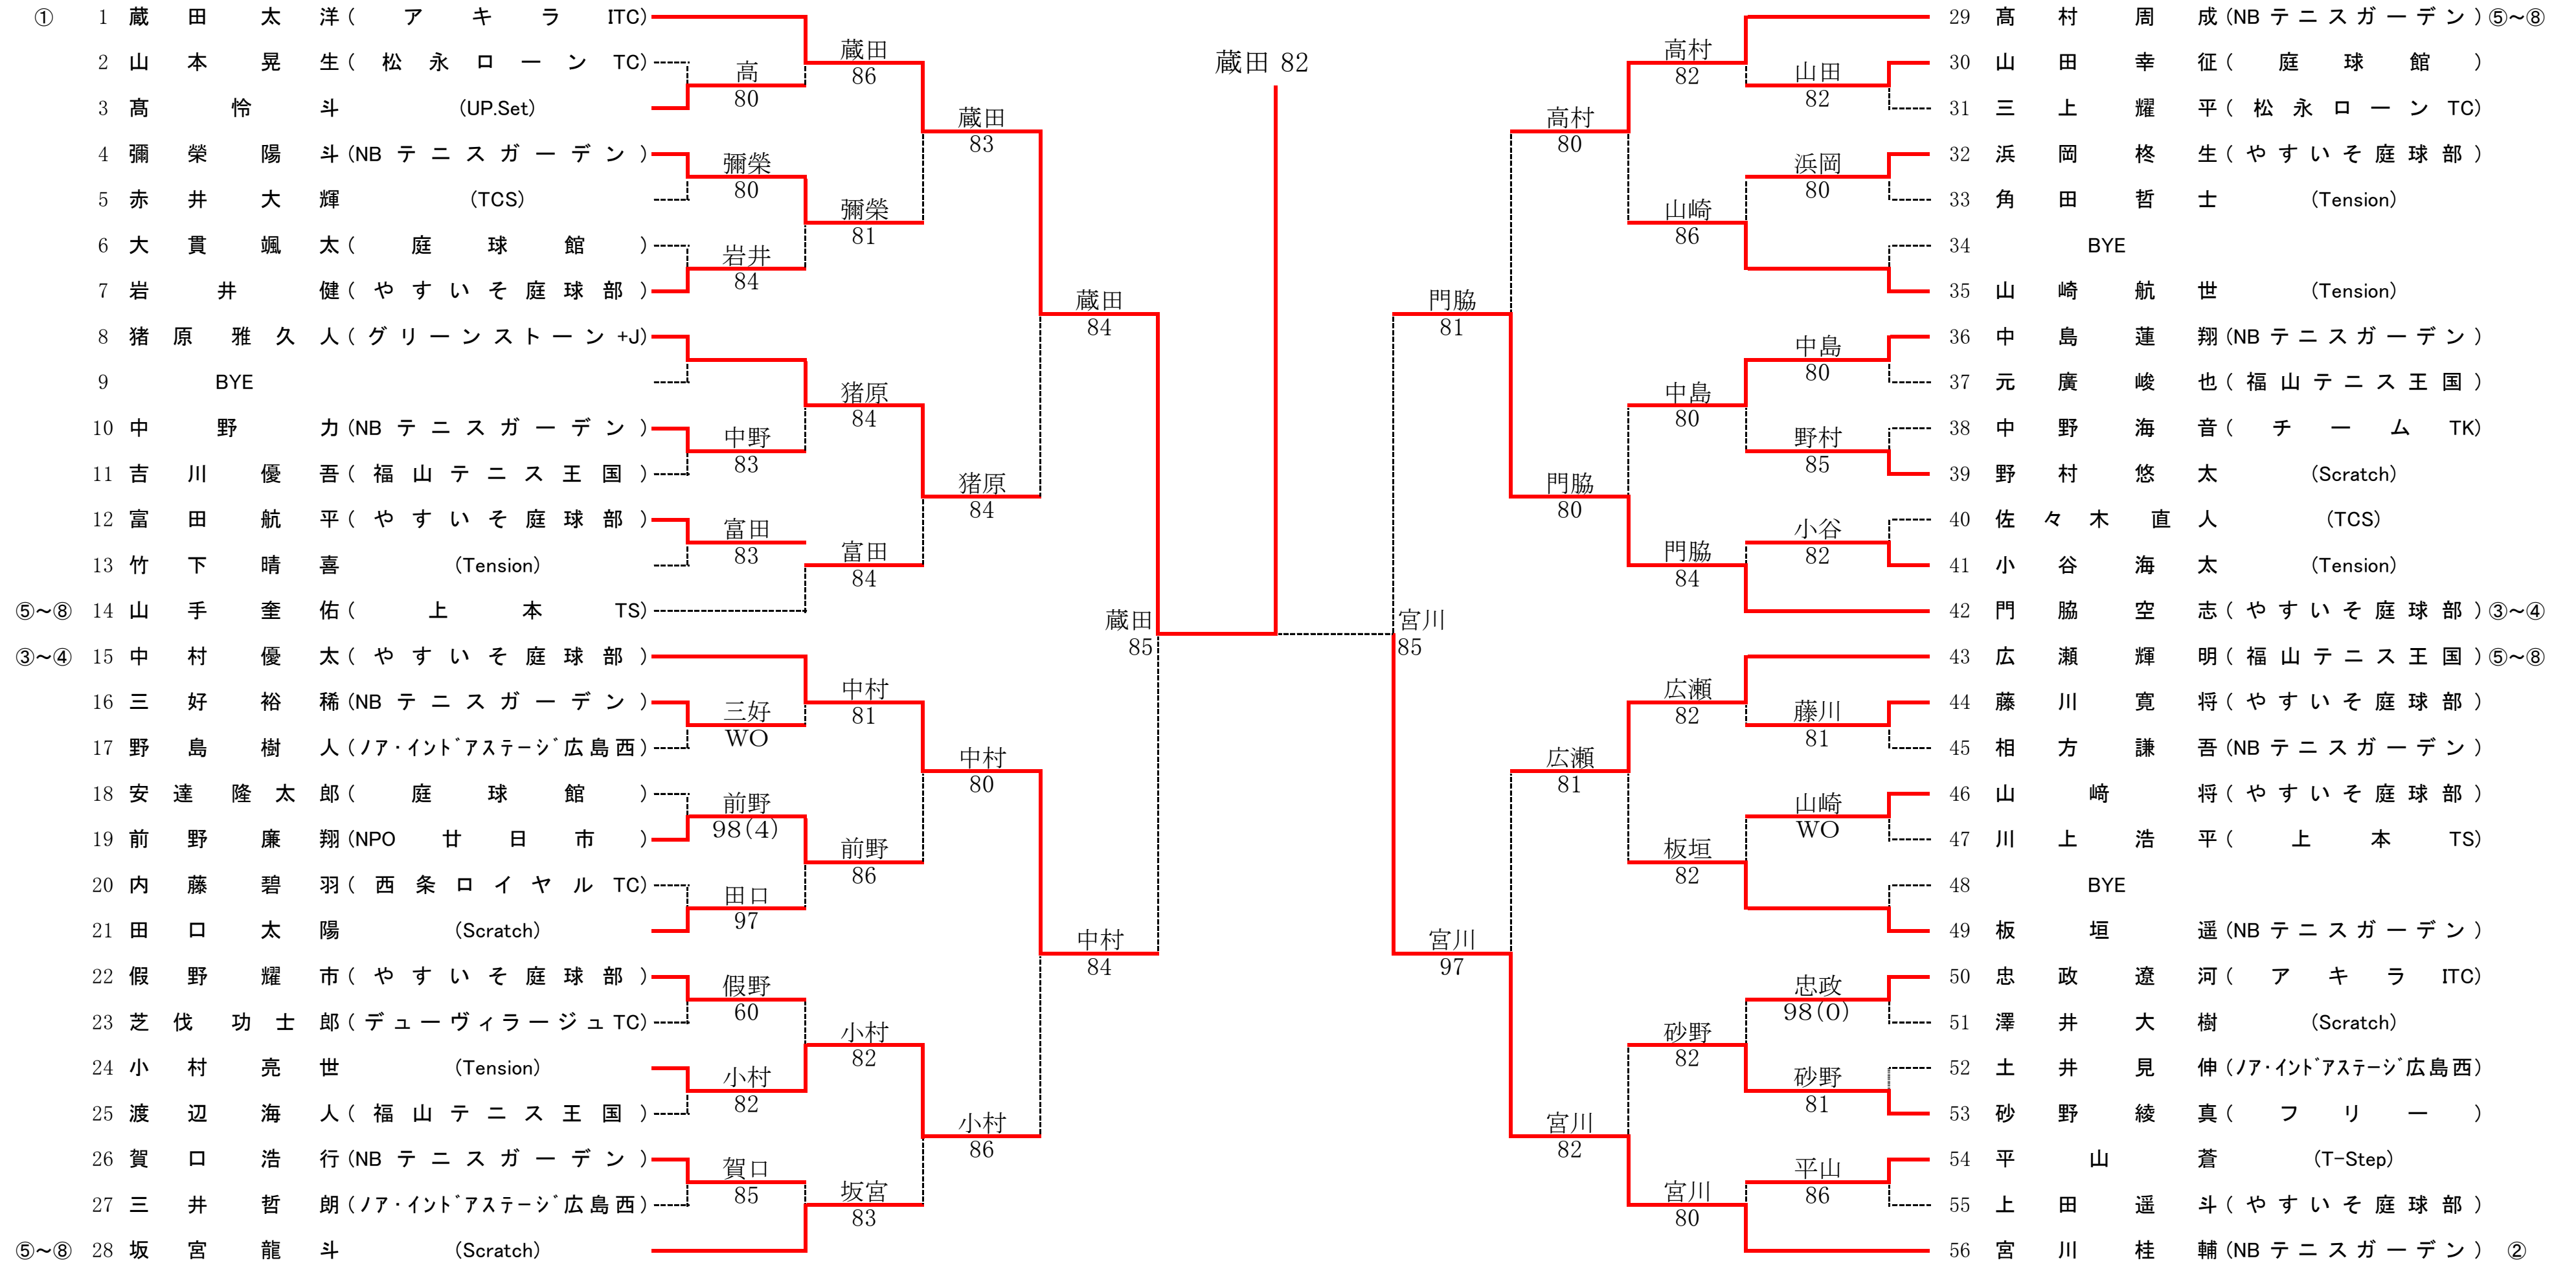 ① 1 蔵田太洋(アキラITC)
2 山本晃生(松永ローンTC)
3 髙怜斗(UP.Set)
4 彌榮陽斗(NBテニスガーデン)
5 赤井大輝(TCS)
6 大貫颯太(庭球館)
7 岩井健(やすいそ庭球部)
8 猪原雅久人(グリーンストーン+J)
9 BYE
10 中野力(NBテニスガーデン)
11 吉川優吾(福山テニス王国)
12 富田航平(やすいそ庭球部)
13 竹下晴喜(Tension)
⑤~⑧ 14 山手奎佑(上本TS)
③~④ 15 中村優太(やすいそ庭球部)
16 三好裕稀(NBテニスガーデン)
17 野島樹人(ノア・インドアステージ広島西)
18 安達隆太郎(庭球館)
19 前野廉翔(NPO廿日市)
20 内藤碧羽(西条ロイヤルTC)
21 田口太陽(Scratch)
22 假野耀市(やすいそ庭球部)
23 芝伐功士郎(デューヴィラージュTC)
24 小村亮世(Tension)
25 渡辺海人(福山テニス王国)
26 賀口浩行(NBテニスガーデン)
27 三井哲朗(ノア・インドアステージ広島西)
⑤~⑧ 28 坂宮龍斗(Scratch)
高
80
彌榮
80
岩井
84
中野
83
富田
83
三好
WO
前野
98(4)
田口
97
假野
60
小村
82
賀口
85
蔵田
86
彌榮
81
猪原
84
富田
84
中村
81
前野
86
小村
82
坂宮
83
蔵田
83
猪原
84
中村
80
小村
86
蔵田
84
中村
84
蔵田
85
蔵田 82
宮川
85
門脇
81
宮川
97
高村
80
門脇
80
広瀬
81
宮川
82
高村
82
山崎
86
中島
80
門脇
84
広瀬
82
板垣
82
砂野
82
宮川
80
山田
82
浜岡
80
中島
80
野村
85
小谷
82
藤川
81
山崎
WO
忠政
98(0)
砂野
81
平山
86
29 髙村周成(NBテニスガーデン) ⑤~⑧
30 山田幸征(庭球館)
31 三上耀平(松永ローンTC)
32 浜岡柊生(やすいそ庭球部)
33 角田哲士(Tension)
34 BYE
35 山崎航世(Tension)
36 中島蓮翔(NBテニスガーデン)
37 元廣峻也(福山テニス王国)
38 中野海音(チームTK)
39 野村悠太(Scratch)
40 佐々木直人(TCS)
41 小谷海太(Tension)
42 門脇空志(やすいそ庭球部) ③~④
43 広瀬輝明(福山テニス王国) ⑤~⑧
44 藤川寛将(やすいそ庭球部)
45 相方謙吾(NBテニスガーデン)
46 山﨑将(やすいそ庭球部)
47 川上浩平(上本TS)
48 BYE
49 板垣遥(NBテニスガーデン)
50 忠政遼河(アキラITC)
51 澤井大樹(Scratch)
52 土井見伸(ノア・インドアステージ広島西)
53 砂野綾真(フリー)
54 平山蒼(T-Step)
55 上田遥斗(やすいそ庭球部)
56 宮川桂輔(NBテニスガーデン) ②